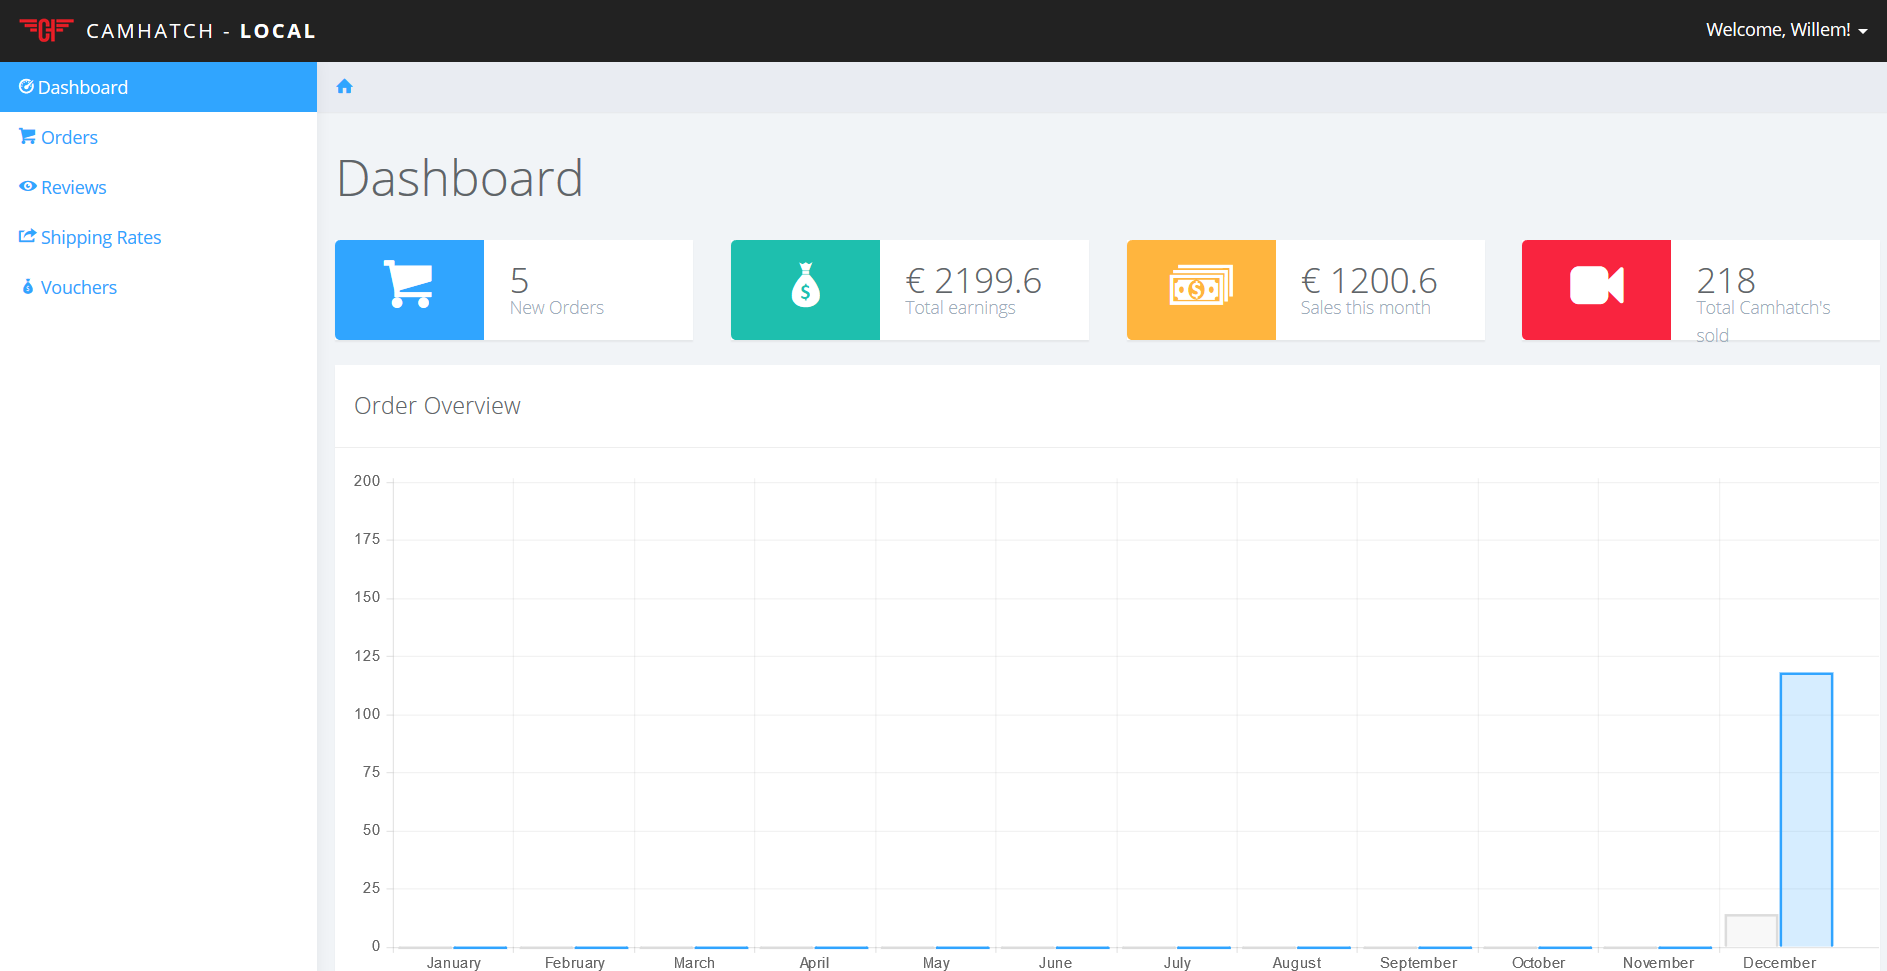 CAMHATCH - LOCAL
Welcome, Willem!
Dashboard
Orders
Reviews
Shipping Rates
Vouchers
Dashboard
5
New Orders
€ 2199.6
Total earnings
€ 1200.6
Sales this month
218
Total Camhatch's
sold
Order Overview
200
175
150
125
100
75
50
25
0
January February March April May June July August September October November December